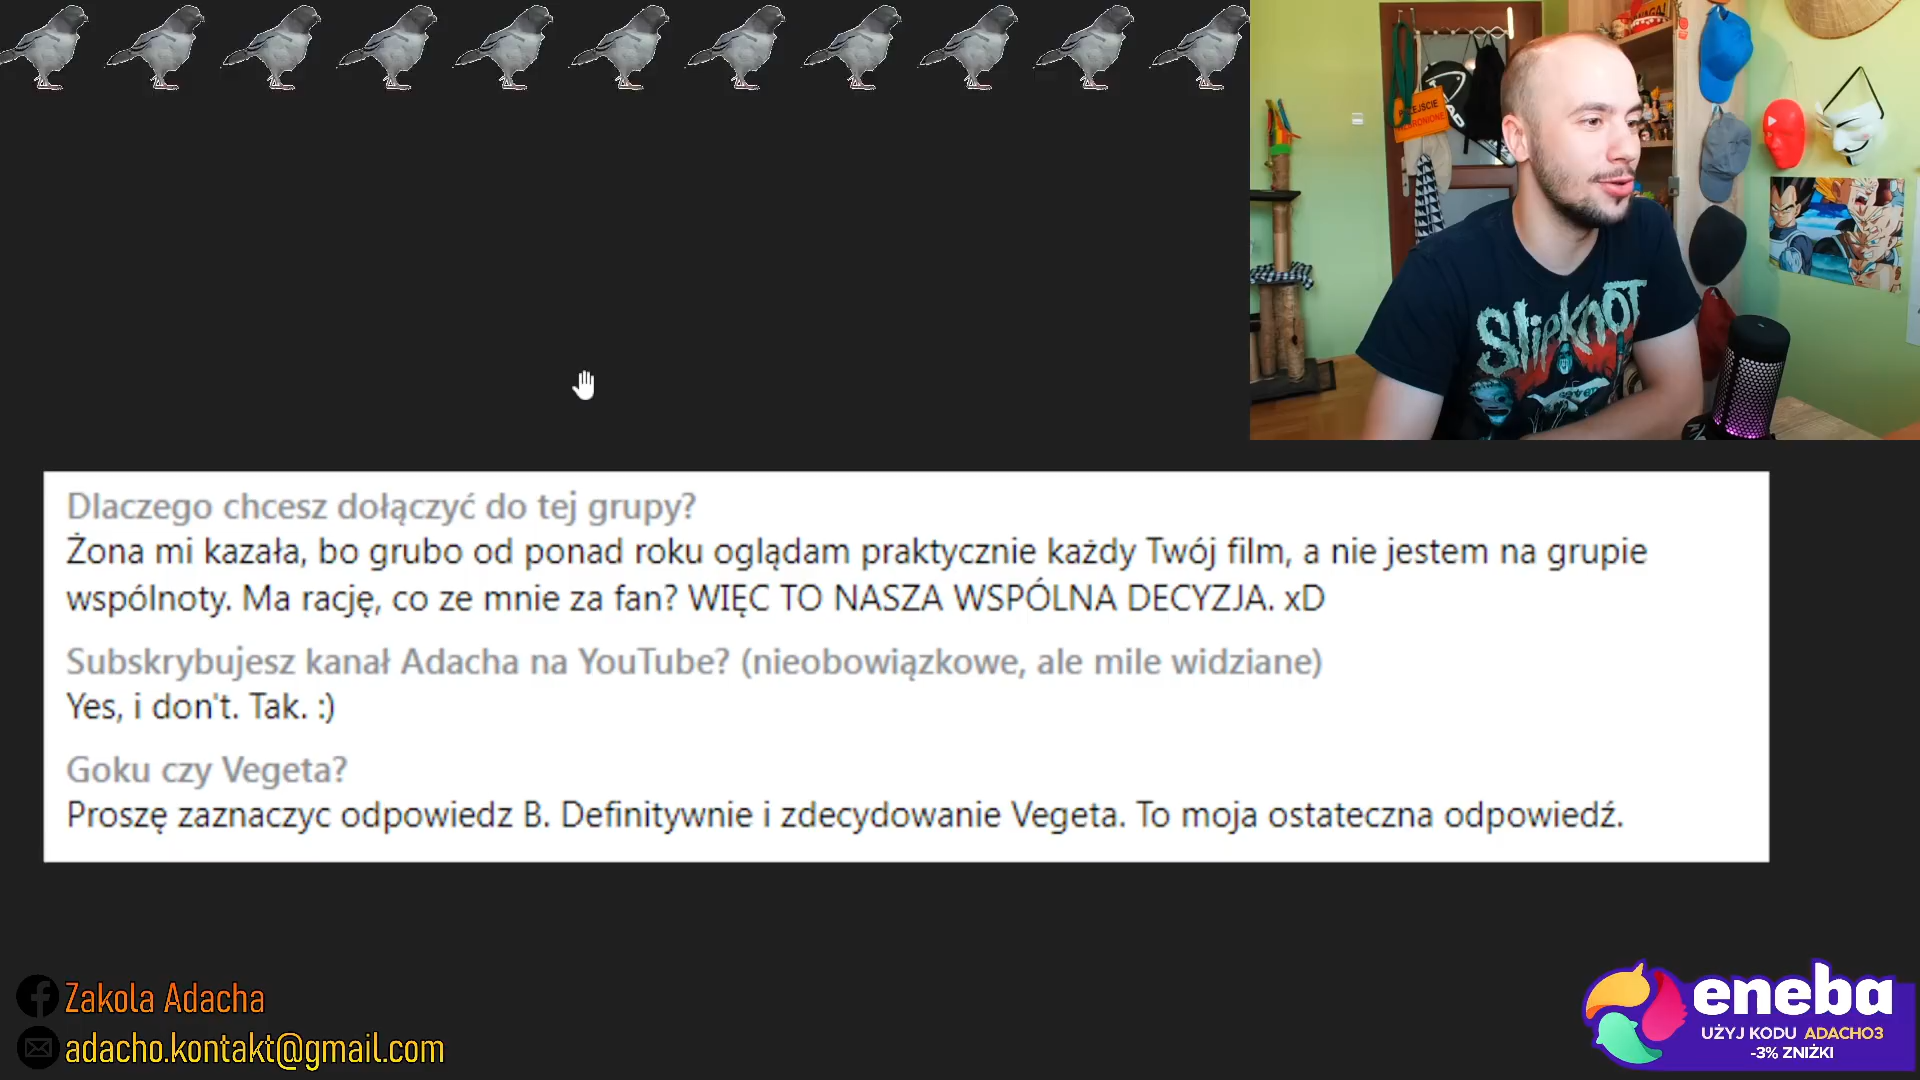 PRZEJŚCIE
WZBRONIONE
UWAGA!
SLIPKNOT
Dlaczego chcesz dołączyć do tej grupy?
Żona mi kazała, bo grubo od ponad roku oglądam praktycznie każdy Twój film, a nie jestem na grupie
wspólnoty. Ma rację, co ze mnie za fan? WIĘC TO NASZA WSPÓLNA DECYZJA. xD
Subskrybujesz kanał Adacha na YouTube? (nieobowiązkowe, ale mile widziane)
Yes, i don't. Tak. :)
Goku czy Vegeta?
Proszę zaznaczyc odpowiedz B. Definitywnie i zdecydowanie Vegeta. To moja ostateczna odpowiedź.
Zakola Adacha
adacho.kontakt@gmail.com
eneba
UŻYJ KODU ADACHO3
-3% ZNIŻKI